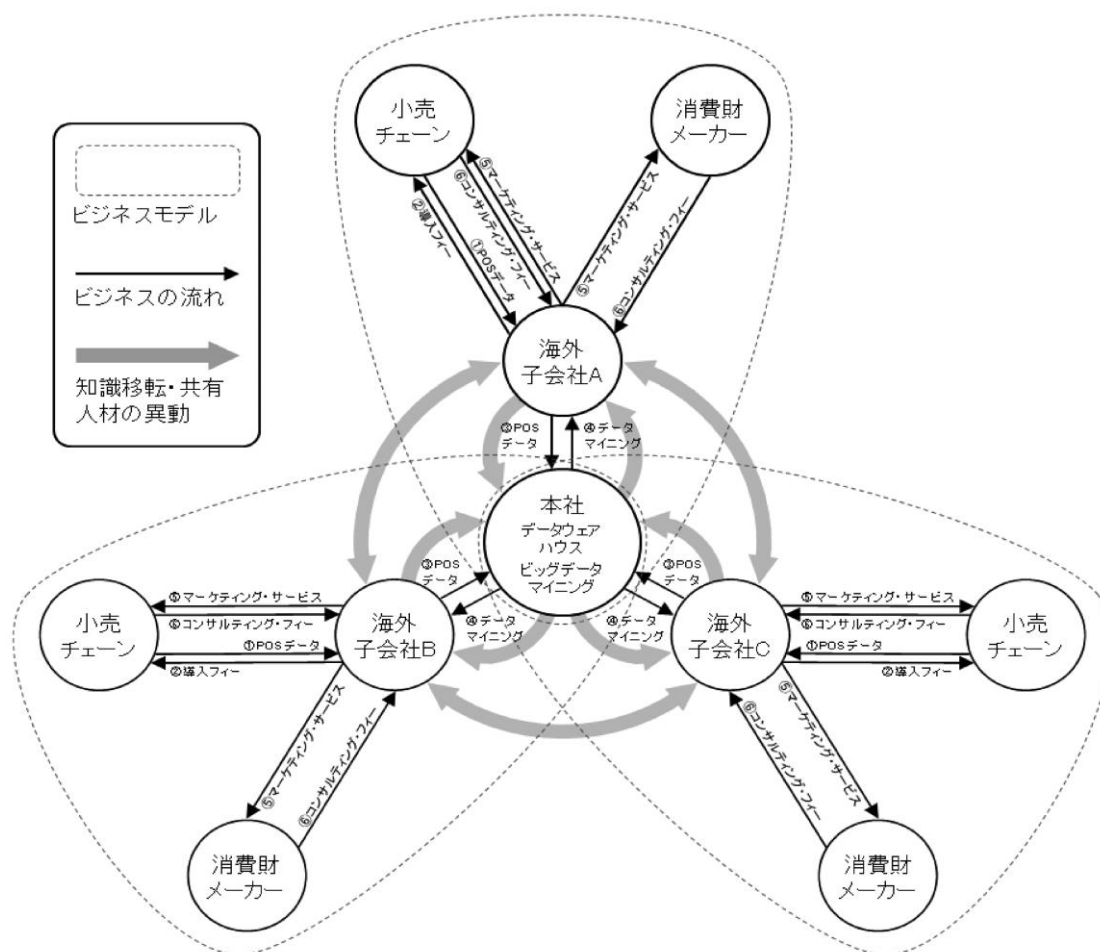 小売
チェーン
消費財
メーカー
ビジネスモデル
ビジネスの流れ
知識移転・共有
人材の異動
⑤マーケティング・サービス
⑥コンサルティング・フィー
①POSデータ
②導入フィー
⑤マーケティング・サービス
⑥コンサルティング・フィー
海外
子会社A
③POS
データ
④データ
マイニング
本社
データウェア
ハウス
ビッグデータ
マイニング
③POS
データ
③POS
データ
④データ
マイニング
④データ
マイニング
小売
チェーン
⑤マーケティング・サービス
⑥コンサルティング・フィー
①POSデータ
②導入フィー
海外
子会社B
海外
子会社C
⑤マーケティング・サービス
⑥コンサルティング・フィー
①POSデータ
②導入フィー
小売
チェーン
⑤マーケティング・サービス
⑥コンサルティング・フィー
⑥コンサルティング・フィー
⑤マーケティング・サービス
消費財
メーカー
消費財
メーカー